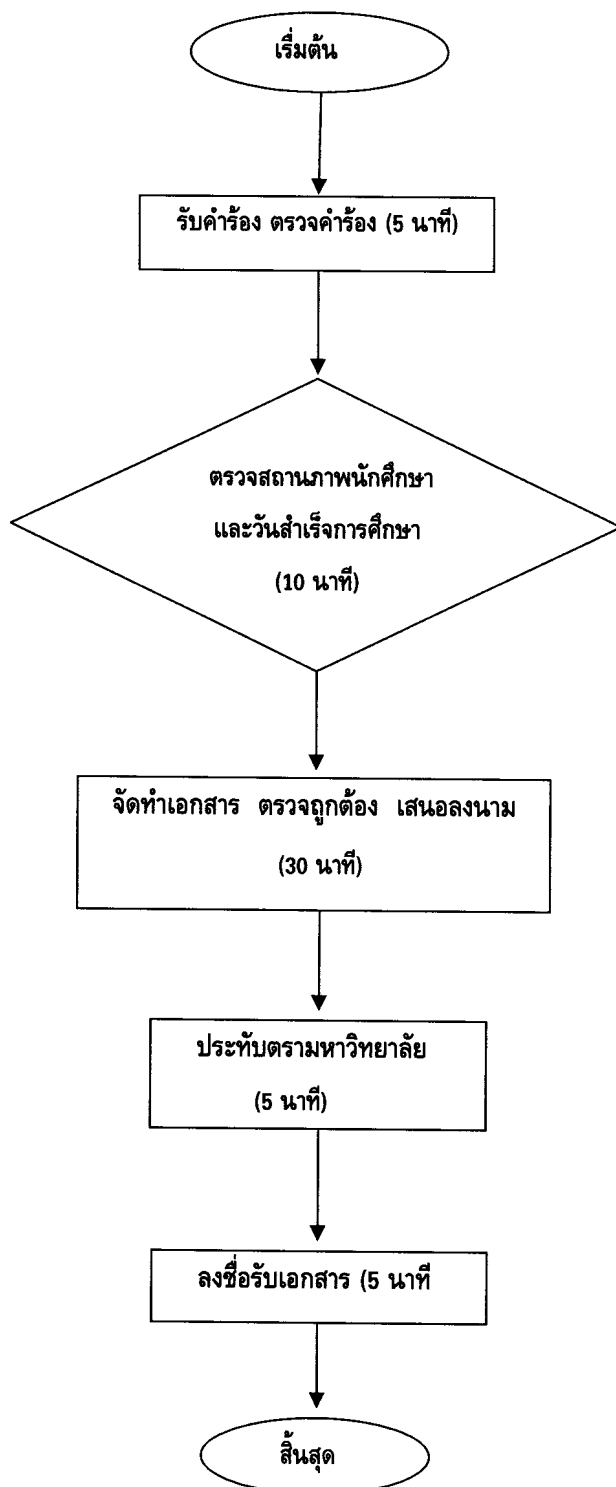 เริ่มต้น
รับคำร้อง ตรวจคำร้อง (5 นาที)
ตรวจสถานภาพนักศึกษา
และวันสำเร็จการศึกษา
(10 นาที)
จัดทำเอกสาร ตรวจถูกต้อง เสนอลงนาม
(30 นาที)
ประทับตรามหาวิทยาลัย
(5 นาที)
ลงชื่อรับเอกสาร (5 นาที
สิ้นสุด